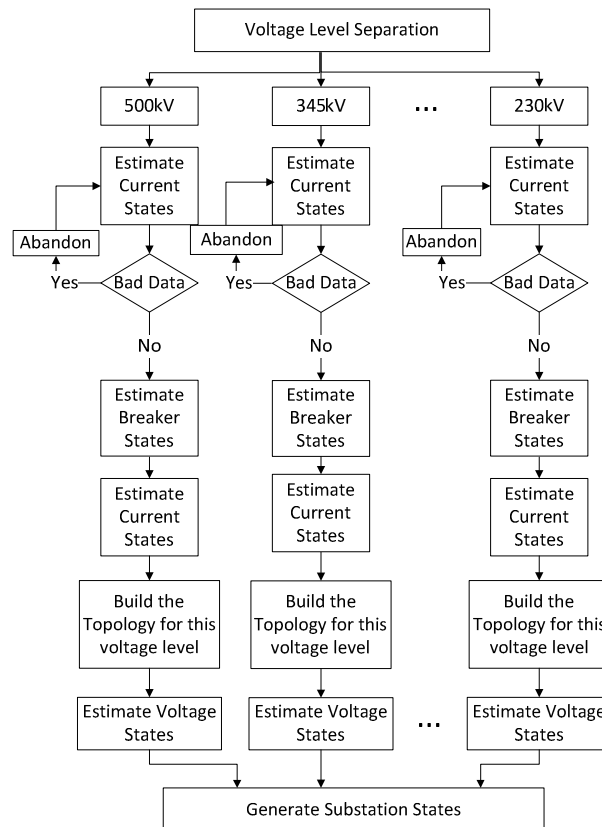 Voltage Level Separation
500kV
345kV
...
230kV
Estimate
Current
States
Estimate
Current
States
Estimate
Current
States
Abandon
Abandon
Abandon
Yes
Bad Data
Yes
Bad Data
Yes
Bad Data
No
No
No
Estimate
Breaker
States
Estimate
Breaker
States
Estimate
Breaker
States
Estimate
Current
States
Estimate
Current
States
Estimate
Current
States
Build the
Topology for this
voltage level
Build the
Topology for this
voltage level
Build the
Topology for this
voltage level
Estimate Voltage
States
Estimate Voltage
States
...
Estimate Voltage
States
Generate Substation States